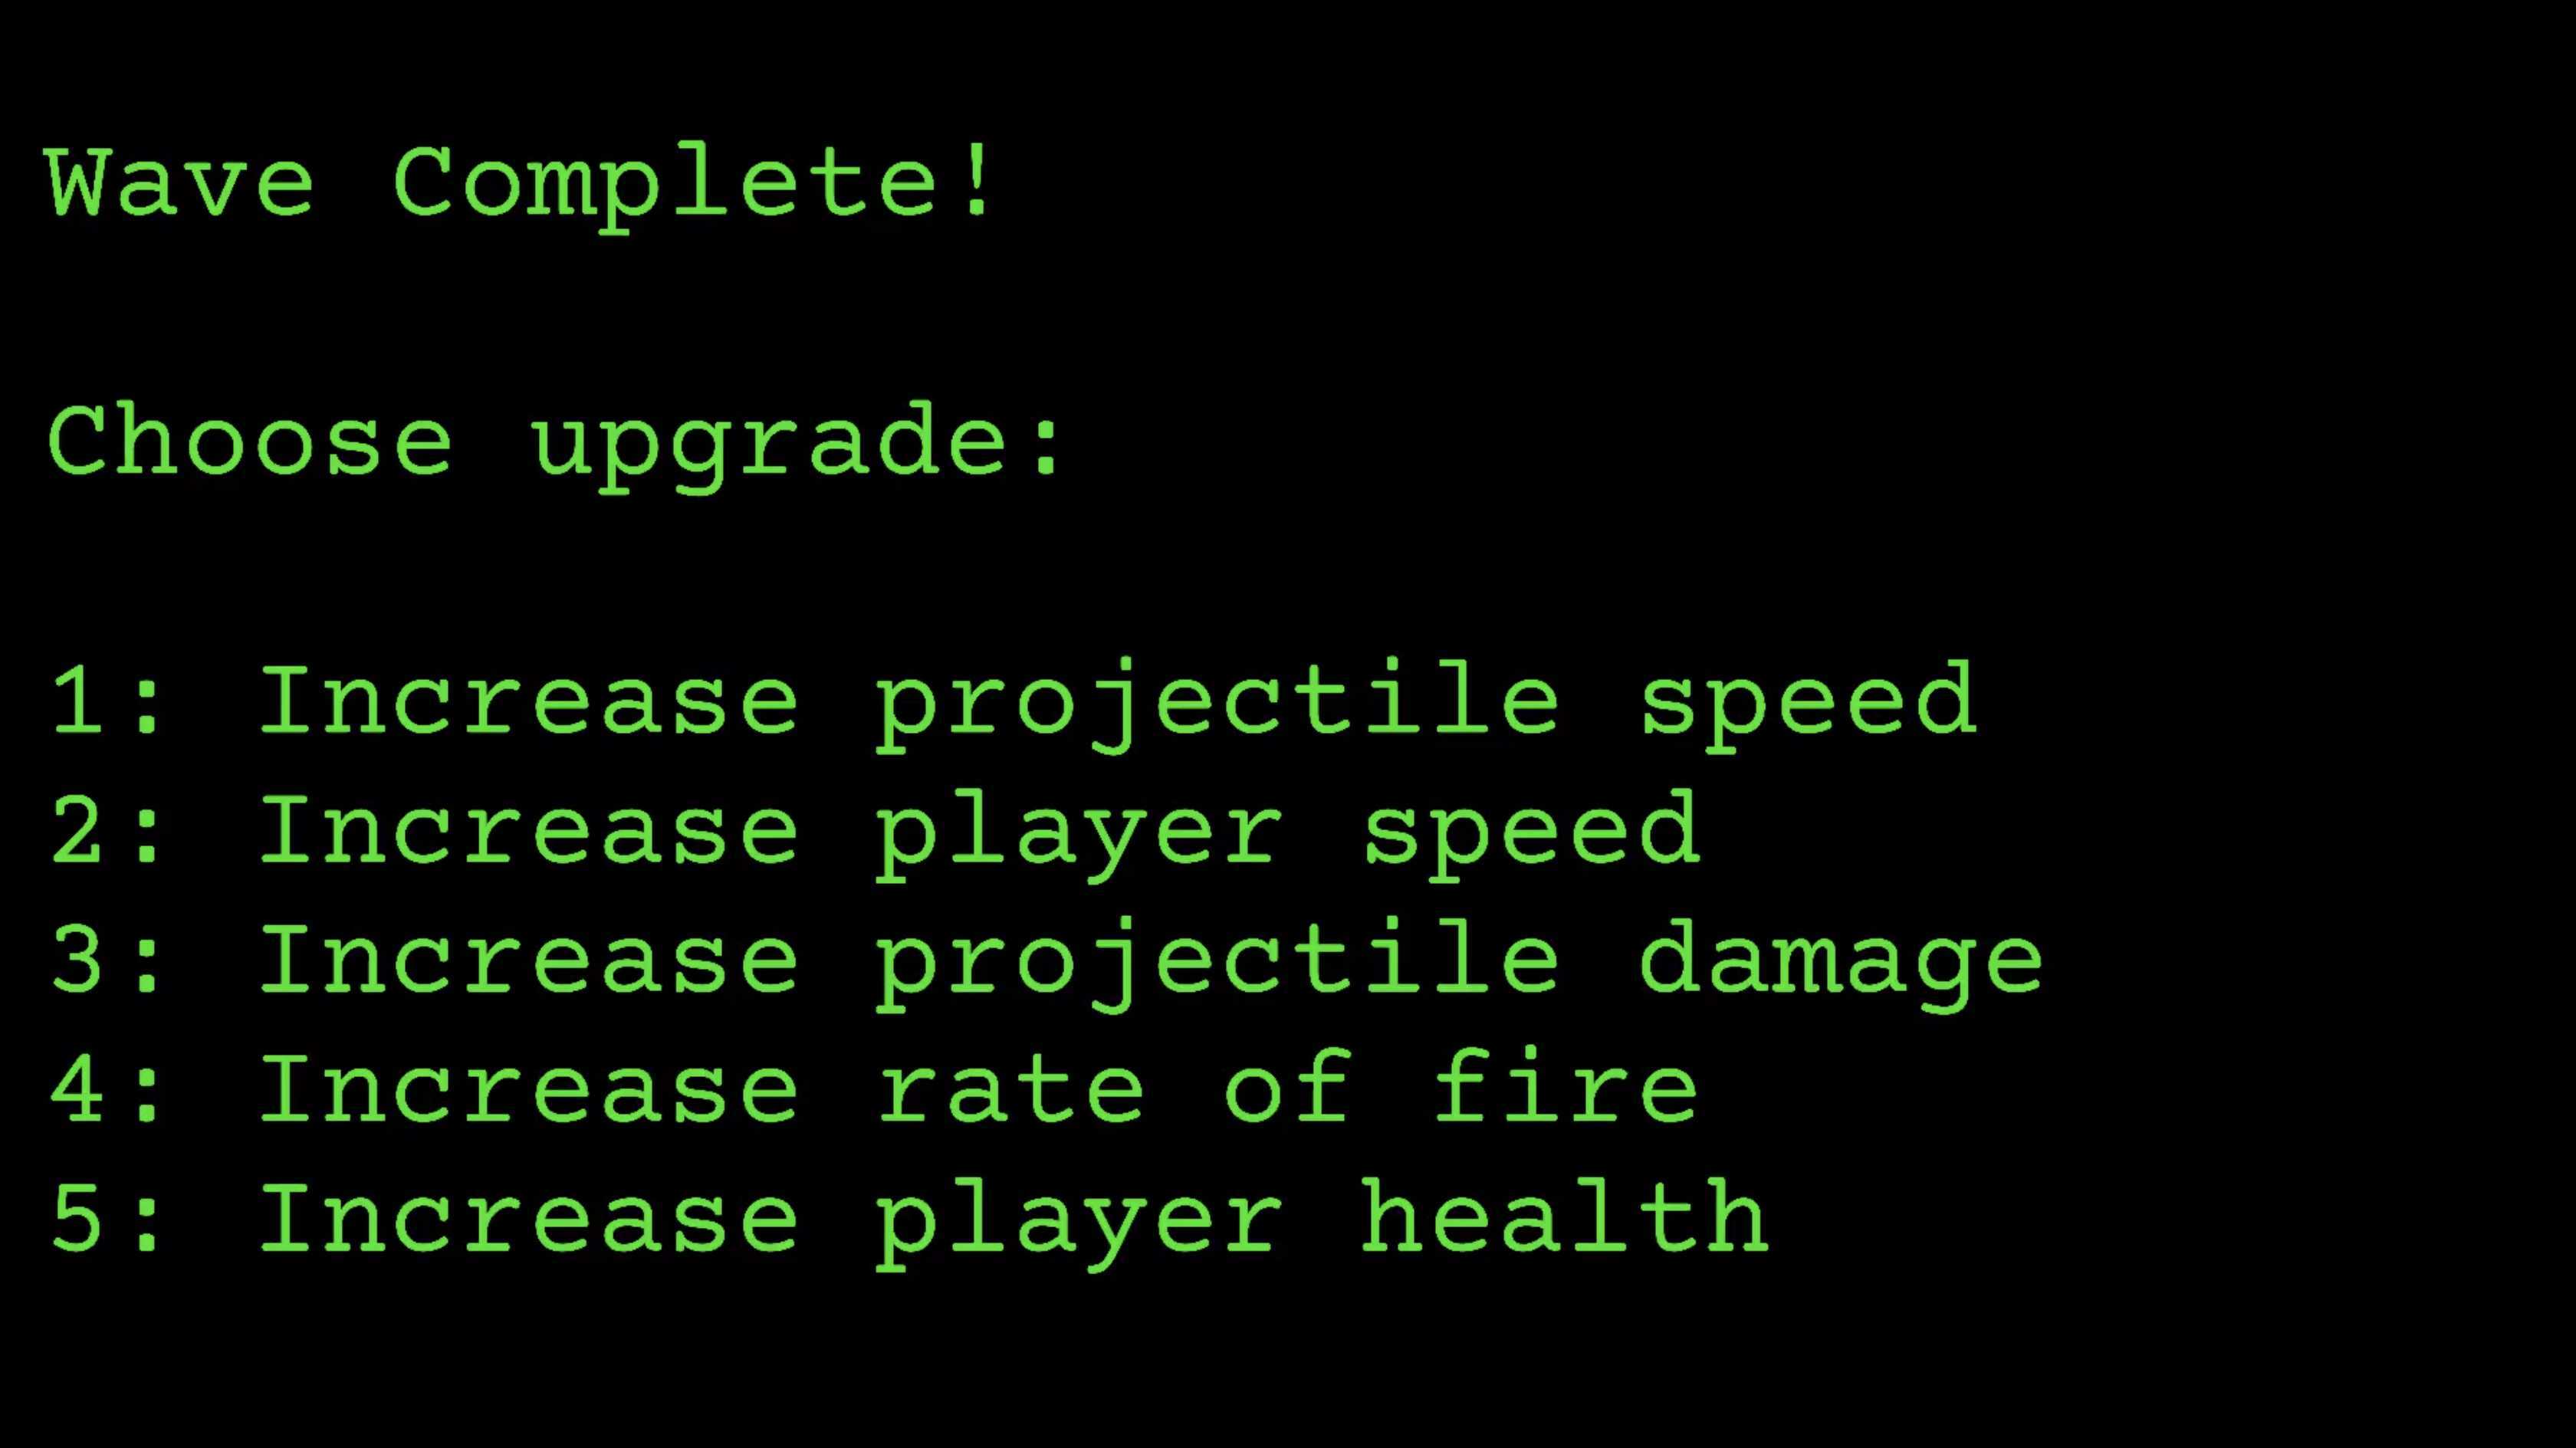 Wave Complete!
Choose upgrade:
1: Increase projectile speed
2: Increase player speed
3: Increase projectile damage
4: Increase rate of fire
5: Increase player health